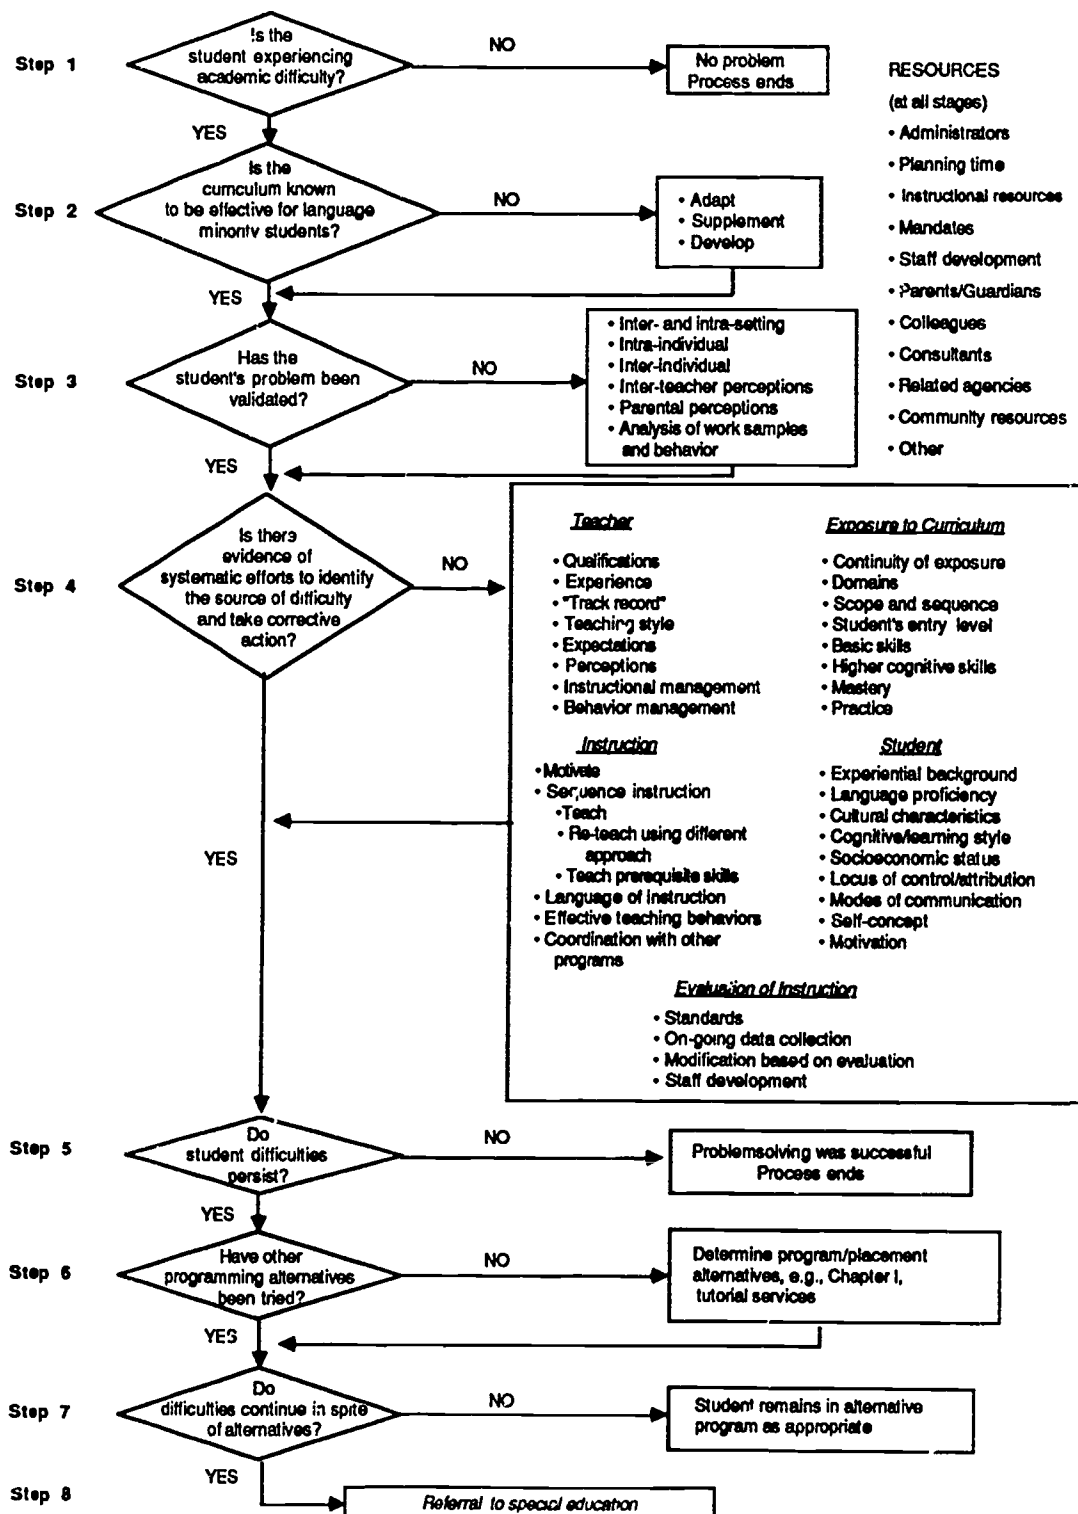 Step 1
Is the
student experiencing
academic difficulty?
NO
No problem
Process ends
YES
RESOURCES
(at all stages)
• Administrators
• Planning time
• Instructional resources
• Mandates
• Staff development
• Parents/Guardians
• Colleagues
• Consultants
• Related agencies
• Community resources
• Other
Step 2
Is the
curriculum known
to be effective for language
minority students?
NO
• Adapt
• Supplement
• Develop
YES
Step 3
Has the
student's problem been
validated?
NO
• Inter- and intra-setting
• Intra-individual
• Inter-individual
• Inter-teacher perceptions
• Parental perceptions
• Analysis of work samples
and behavior
YES
Step 4
Is there
evidence of
systematic efforts to identify
the source of difficulty
and take corrective
action?
NO
YES
Teacher
• Qualifications
• Experience
• "Track record"
• Teaching style
• Expectations
• Perceptions
• Instructional management
• Behavior management
Exposure to Curriculum
• Continuity of exposure
• Domains
• Scope and sequence
• Student's entry level
• Basic skills
• Higher cognitive skills
• Mastery
• Practice
Instruction
• Motivate
• Sequence instruction
• Teach
• Re-teach using different
approach
• Teach prerequisite skills
• Language of instruction
• Effective teaching behaviors
• Coordination with other
programs
Student
• Experiential background
• Language proficiency
• Cultural characteristics
• Cognitive/learning style
• Socioeconomic status
• Locus of control/attribution
• Modes of communication
• Self-concept
• Motivation
Evaluation of Instruction
• Standards
• On-going data collection
• Modification based on evaluation
• Staff development
Step 5
Do
student difficulties
persist?
NO
Problemsolving was successful
Process ends
YES
Step 6
Have other
programming alternatives
been tried?
NO
Determine program/placement
alternatives, e.g., Chapter I,
tutorial services
YES
Step 7
Do
difficulties continue in spite
of alternatives?
NO
Student remains in alternative
program as appropriate
YES
Step 8
Referral to special education